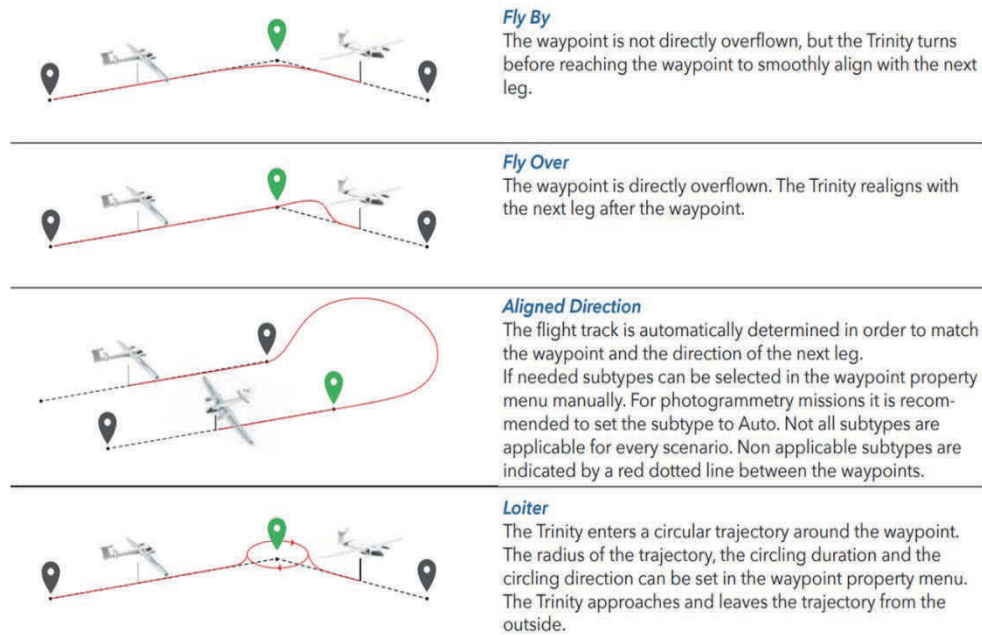 Fly By
The waypoint is not directly overflown, but the Trinity turns
before reaching the waypoint to smoothly align with the next
leg.
Fly Over
The waypoint is directly overflown. The Trinity realigns with
the next leg after the waypoint.
Aligned Direction
The flight track is automatically determined in order to match
the waypoint and the direction of the next leg.
If needed subtypes can be selected in the waypoint property
menu manually. For photogrammetry missions it is recom-
mended to set the subtype to Auto. Not all subtypes are
applicable for every scenario. Non applicable subtypes are
indicated by a red dotted line between the waypoints.
Loiter
The Trinity enters a circular trajectory around the waypoint.
The radius of the trajectory, the circling duration and the
circling direction can be set in the waypoint property menu.
The Trinity approaches and leaves the trajectory from the
outside.